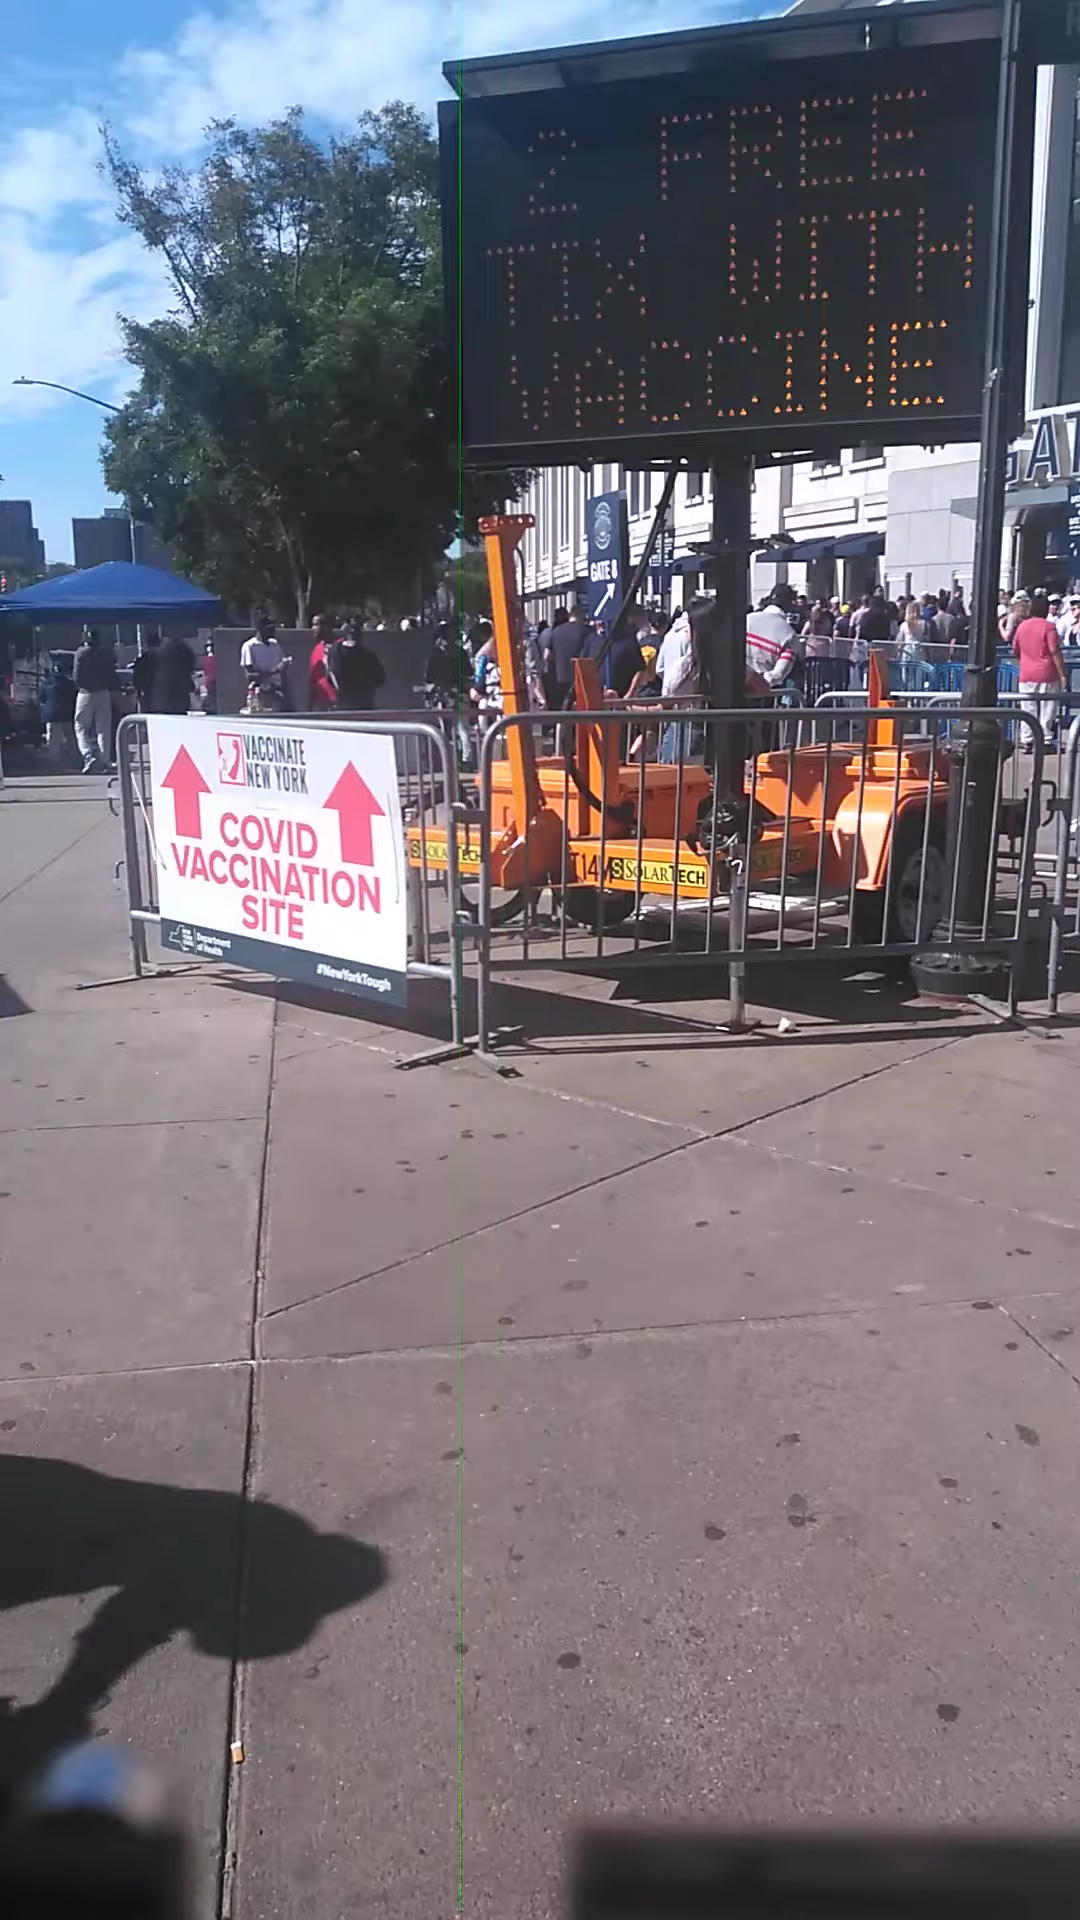 2 FREE
TIX WITH
VACCINE
GATE 8
VACCINATE
NEW YORK
COVID
VACCINATION
SITE
Department
of Health
#NewYorkTough
SOLARTECH
SOLARTECH